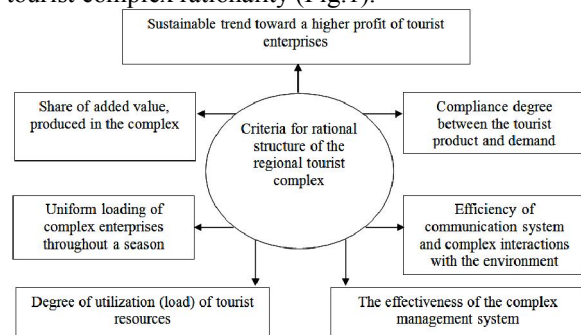 tourist complex rationality (Fig.1).
Sustainable trend toward a higher profit of tourist
enterprises
Share of added value,
produced in the complex
Criteria for rational
structure of the
regional tourist
complex
Compliance degree
between the tourist
product and demand
Uniform loading of
complex enterprises
throughout a season
Efficiency of
communication system
and complex interactions
with the environment
Degree of utilization (load) of tourist
resources
The effectiveness of the complex
management system